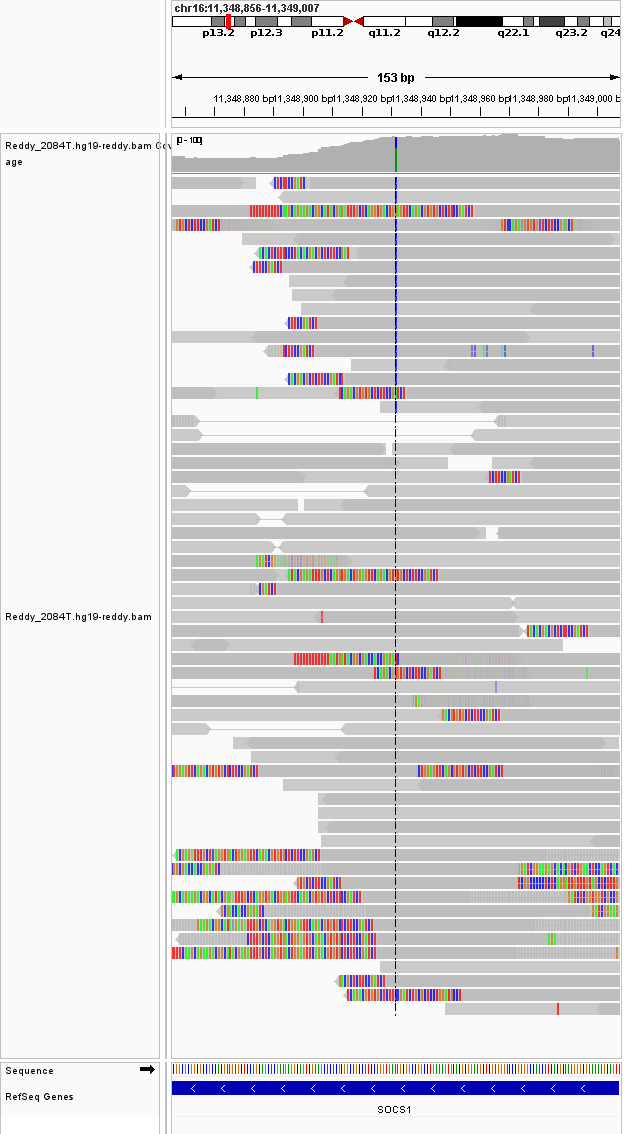 chr16:11,348,856-11,349,007
p13.2 p12.3 p11.2 q11.2 q12.2 q22.1 q23.2 q24
153 bp
11,348,880 bp 11,348,900 bp 11,348,920 bp 11,348,940 bp 11,348,960 bp 11,348,980 bp 11,349,000 b
Reddy_2084T.hg19-reddy.bam Cov
age
[0 - 100]
Reddy_2084T.hg19-reddy.bam
Sequence
RefSeq Genes
SOCS1